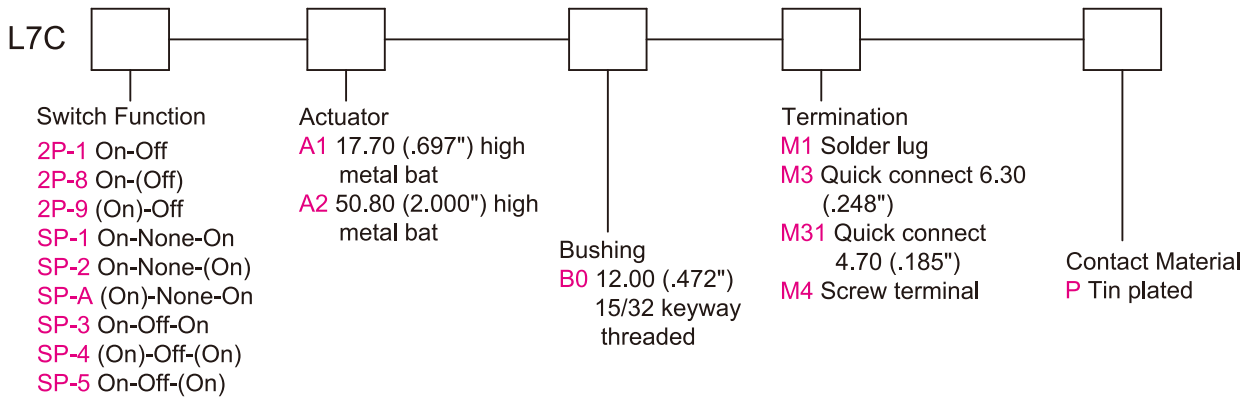 L7C
Switch Function
2P-1 On-Off
2P-8 On-(Off)
2P-9 (On)-Off
SP-1 On-None-On
SP-2 On-None-(On)
SP-A (On)-None-On
SP-3 On-Off-On
SP-4 (On)-Off-(On)
SP-5 On-Off-(On)
Actuator
A1 17.70 (.697") high
metal bat
A2 50.80 (2.000") high
metal bat
Bushing
B0 12.00 (.472")
15/32 keyway
threaded
Termination
M1 Solder lug
M3 Quick connect 6.30
(.248")
M31 Quick connect
4.70 (.185")
M4 Screw terminal
Contact Material
P Tin plated